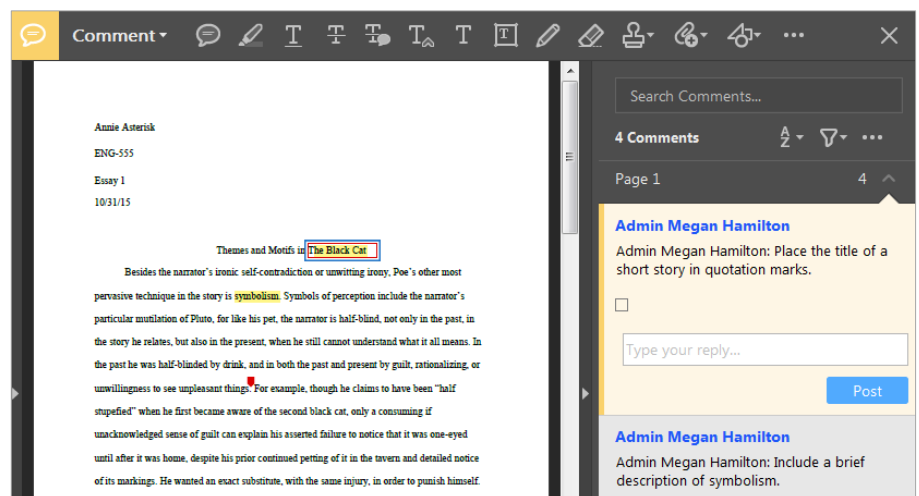 Comment
T T T T T T
Search Comments...
4 Comments
A
Z
Page 1 4
Annie Asterisk
ENG-555
Essay 1
10/31/15
Themes and Motifs in The Black Cat
Besides the narrator's ironic self-contradiction or unwitting irony, Poe's other most
pervasive technique in the story is symbolism. Symbols of perception include the narrator's
particular mutilation of Pluto, for like his pet, the narrator is half-blind, not only in the past, in
the story he relates, but also in the present, when he still cannot understand what it all means. In
the past he was half-blinded by drink, and in both the past and present by guilt, rationalizing, or
unwillingness to see unpleasant things. For example, though he claims to have been "half
stupefied" when he first became aware of the second black cat, only a consuming if
unacknowledged sense of guilt can explain his asserted failure to notice that it was one-eyed
until after it was home, despite his prior continued petting of it in the tavern and detailed notice
of its markings. He wanted an exact substitute, with the same injury, in order to punish himself.
Admin Megan Hamilton
Admin Megan Hamilton: Place the title of a
short story in quotation marks.
Type your reply...
Post
Admin Megan Hamilton
Admin Megan Hamilton: Include a brief
description of symbolism.